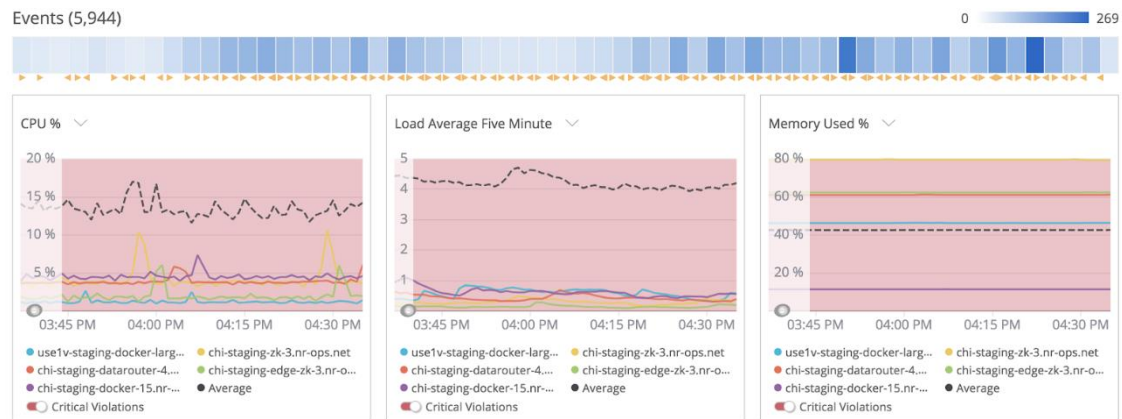 Events (5,944)
0 269
CPU %
20 %
15 %
10 %
5 %
03:45 PM 04:00 PM 04:15 PM 04:30 PM
use1v-staging-docker-larg... chi-staging-zk-3.nr-ops.net
chi-staging-datarouter-4.... chi-staging-edge-zk-3.nr-o...
chi-staging-docker-15.nr-... Average
Critical Violations
Load Average Five Minute
5
4
3
2
1
03:45 PM 04:00 PM 04:15 PM 04:30 PM
use1v-staging-docker-larg... chi-staging-zk-3.nr-ops.net
chi-staging-datarouter-4.... chi-staging-edge-zk-3.nr-o...
chi-staging-docker-15.nr-... Average
Critical Violations
Memory Used %
80 %
60 %
40 %
20 %
03:45 PM 04:00 PM 04:15 PM 04:30 PM
use1v-staging-docker-larg... chi-staging-zk-3.nr-ops.net
chi-staging-datarouter-4.... chi-staging-edge-zk-3.nr-o...
chi-staging-docker-15.nr-... Average
Critical Violations